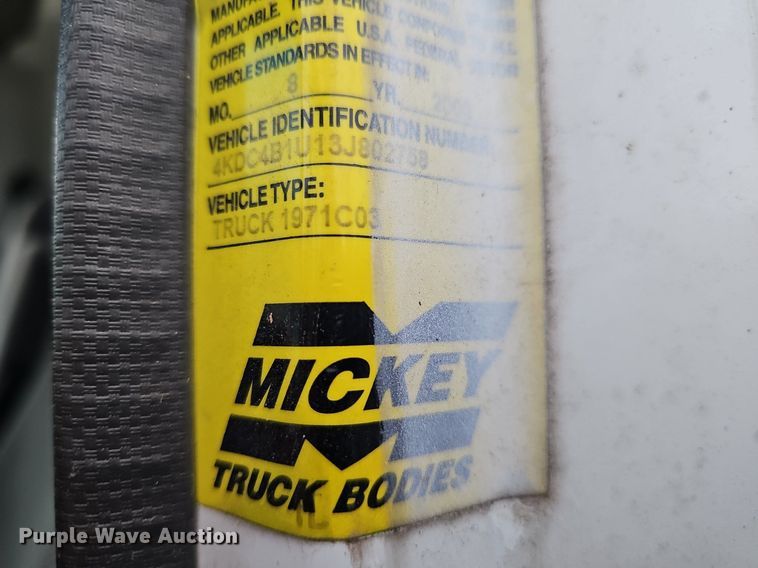 APPLICABLE. THIS VEHICLE CONFORMS TO ALL
OTHER APPLICABLE U.S.A. FEDERAL MOTOR
VEHICLE STANDARDS IN EFFECT IN:
MO. 8 YR.
VEHICLE IDENTIFICATION NUMBER:
4KDC4B1U13J802758
VEHICLE TYPE:
TRUCK 1971C03
MICKEY
TRUCK BODIES
Purple Wave Auction